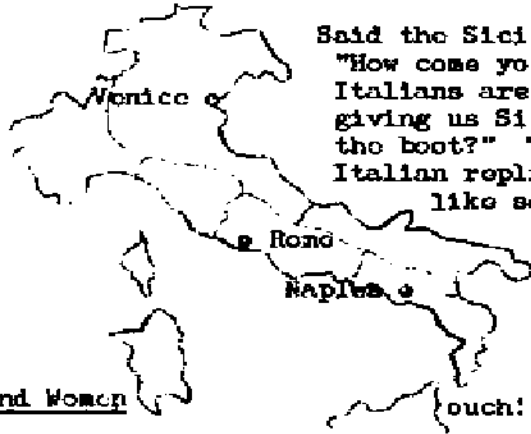 Said the Sici
"How come yo
Italians are
giving us Si
the boot?" "
Italian repli
like so
Venice
Rome
Naples
nd Women
ouch!